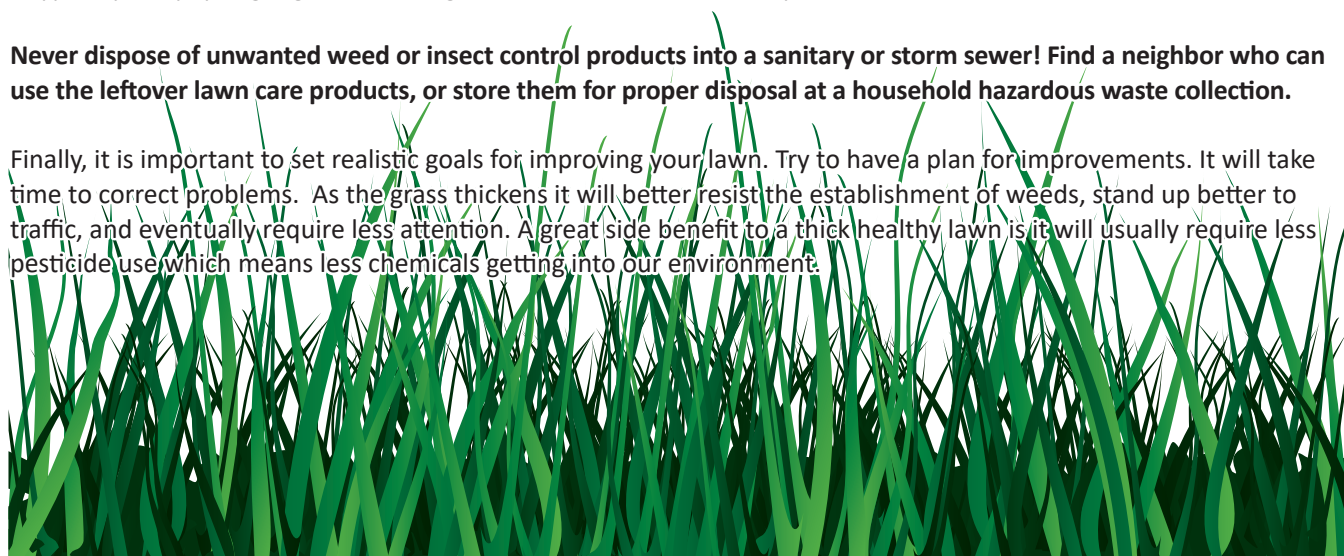 Never dispose of unwanted weed or insect control products into a sanitary or storm sewer! Find a neighbor who can
use the leftover lawn care products, or store them for proper disposal at a household hazardous waste collection.
Finally, it is important to set realistic goals for improving your lawn. Try to have a plan for improvements. It will take
time to correct problems.  As the grass thickens it will better resist the establishment of weeds, stand up better to
traffic, and eventually require less attention. A great side benefit to a thick healthy lawn is it will usually require less
pesticide use which means less chemicals getting into our environment.